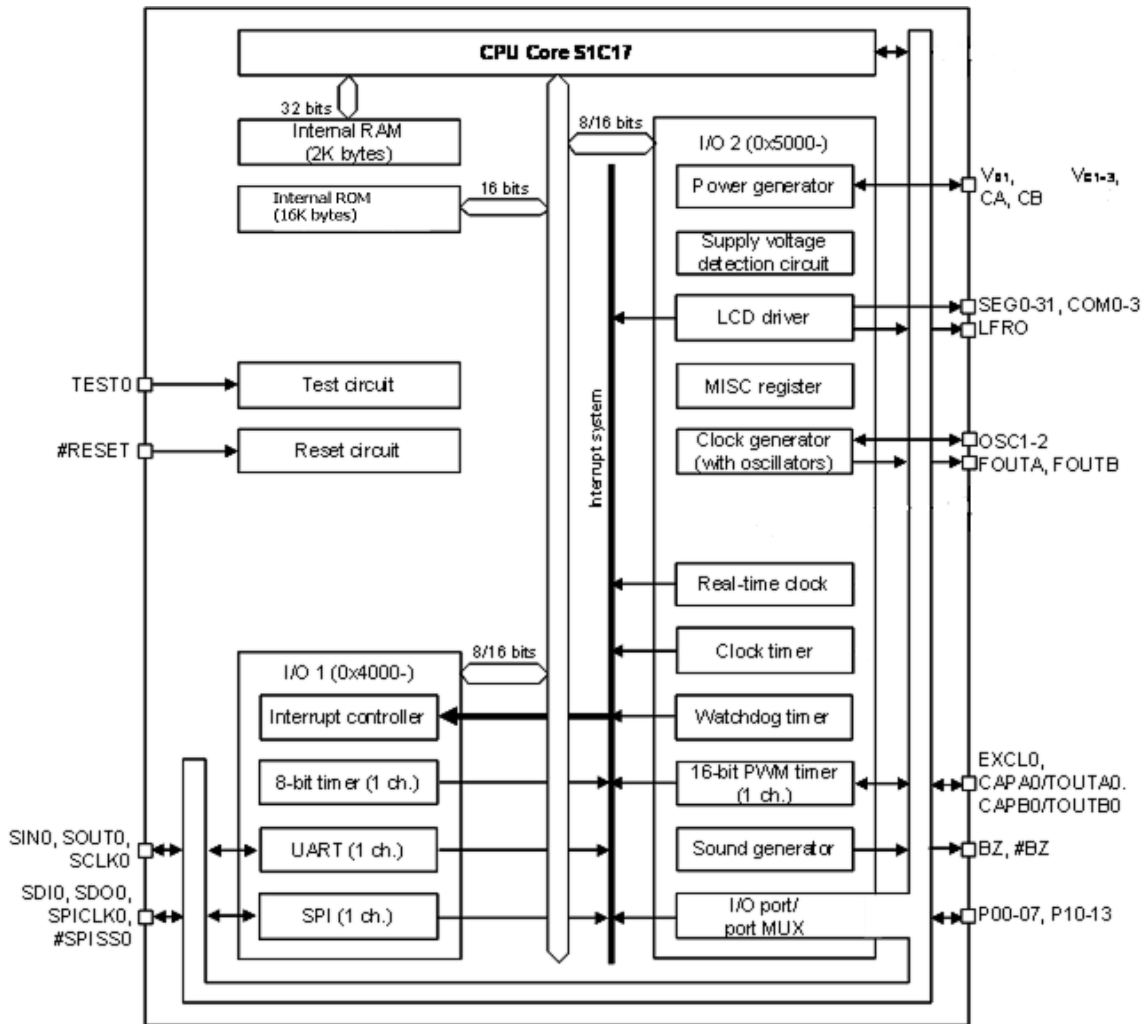 CPU Core S1C17
32 bits
Internal RAM
(2K bytes)
8/16 bits
I/O 2 (0x5000-)
Power generator
CA, CB
Internal ROM
(16K bytes)
16 bits
Supply voltage
detection circuit
LCD driver
SEG0-31, COM0-3
LFRO
TEST0
Test circuit
MISC register
#RESET
Reset circuit
Interrupt system
Clock generator
(with oscillators)
OSC1-2
FOUTA, FOUTB
Real-time clock
Clock timer
8/16 bits
I/O 1 (0x4000-)
Interrupt controller
Watchdog timer
8-bit timer (1 ch.)
16-bit PWM timer
(1 ch.)
EXCL0,
CAPA0/TOUTA0.
CAPB0/TOUTB0
SIN0, SOUT0,
SCLK0
UART (1 ch.)
Sound generator
BZ, #BZ
SDI0, SDO0,
SPICLK0,
#SPISS0
SPI (1 ch.)
I/O port/
port MUX
P00-07, P10-13